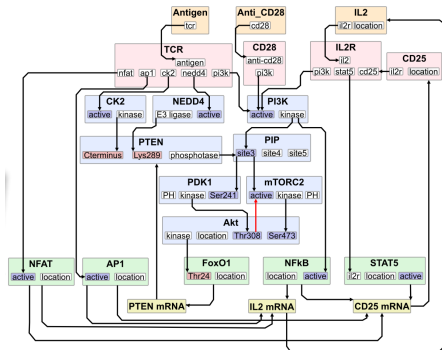 Antigen Anti_CD28 IL2
tcr cd28 il2r location
TCR CD28 IL2R CD25
antigen anti-cd28 il2
nfat ap1 ck2 nedd4 pi3k pi3k pi3k stat5 cd25 il2r location
CK2 NEDD4 PI3K
active kinase E3 ligase active active kinase
PTEN PIP
Cterminus Lys289 phosphotase site3 site4 site5
PDK1 mTORC2
PH kinase Ser241 active kinase PH
Akt
kinase location Thr308 Ser473
NFAT AP1 FoxO1 NFkB STAT5
active location active location Thr24 location active il2r location active
PTEN mRNA IL2 mRNA CD25 mRNA